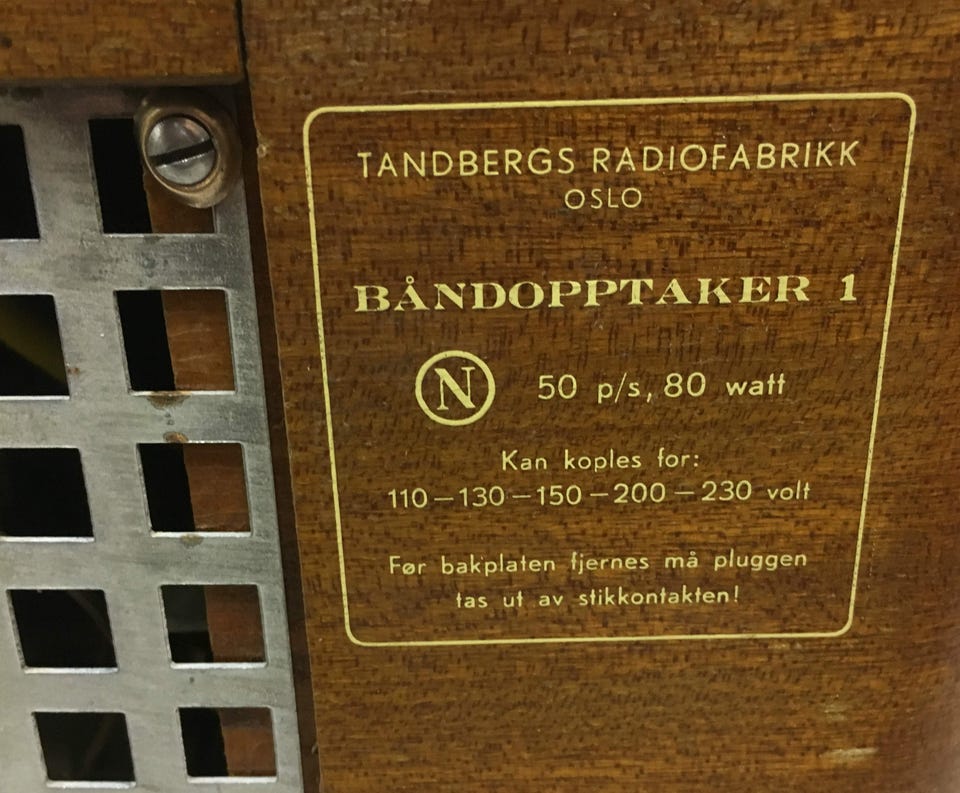 TANDBERGS RADIOFABRIKK
OSLO
BÅNDOPPTAKER 1
N 50 p/s, 80 watt
Kan koples for:
110 — 130 — 150 — 200 — 230 volt
Før bakplaten fjernes må pluggen
tas ut av stikkontakten!